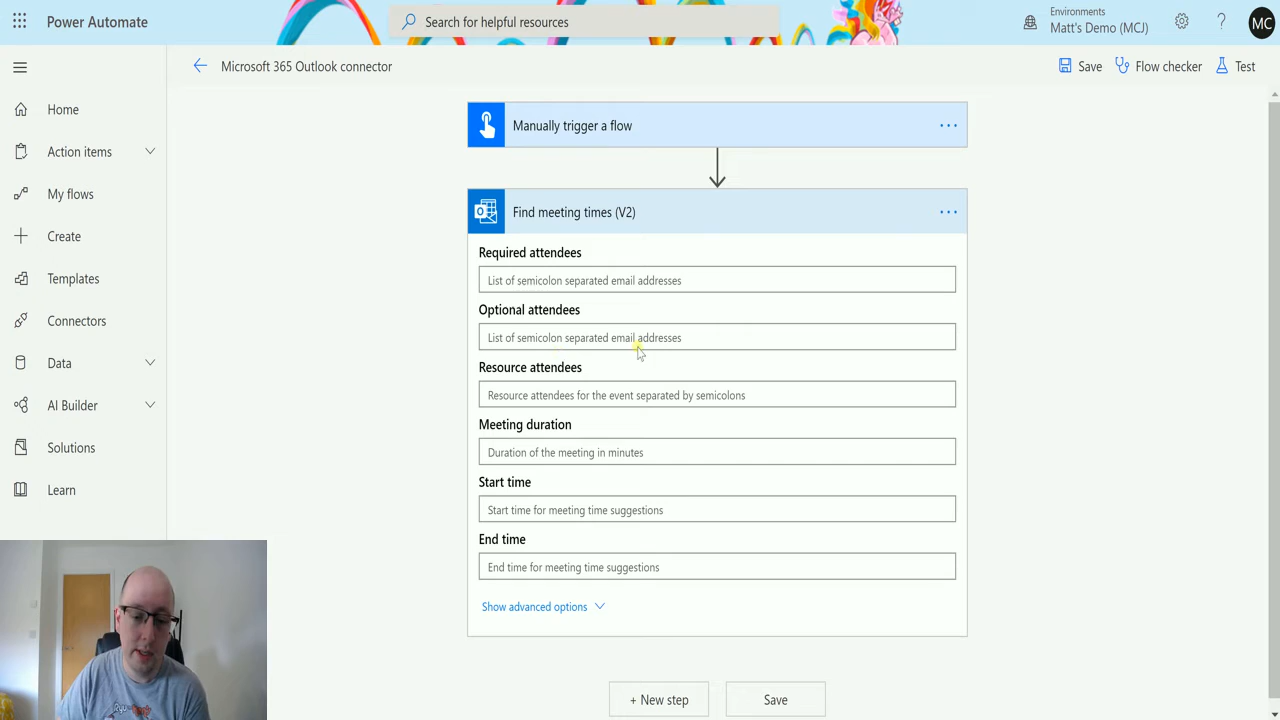 Power Automate
Search for helpful resources
Environments
Matt's Demo (MCJ)
MC
Microsoft 365 Outlook connector
Save
Flow checker
Test
Home
Action items
My flows
Create
Templates
Connectors
Data
AI Builder
Solutions
Learn
Manually trigger a flow
Find meeting times (V2)
Required attendees
List of semicolon separated email addresses
Optional attendees
List of semicolon separated email addresses
Resource attendees
Resource attendees for the event separated by semicolons
Meeting duration
Duration of the meeting in minutes
Start time
Start time for meeting time suggestions
End time
End time for meeting time suggestions
Show advanced options
+ New step
Save